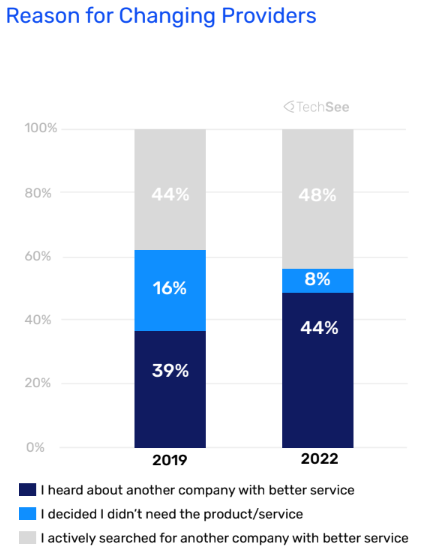 Reason for Changing Providers
TechSee
100%
44%
48%
80%
60%
16%
8%
40%
44%
39%
20%
0%
2019 2022
I heard about another company with better service
I decided I didn't need the product/service
I actively searched for another company with better service